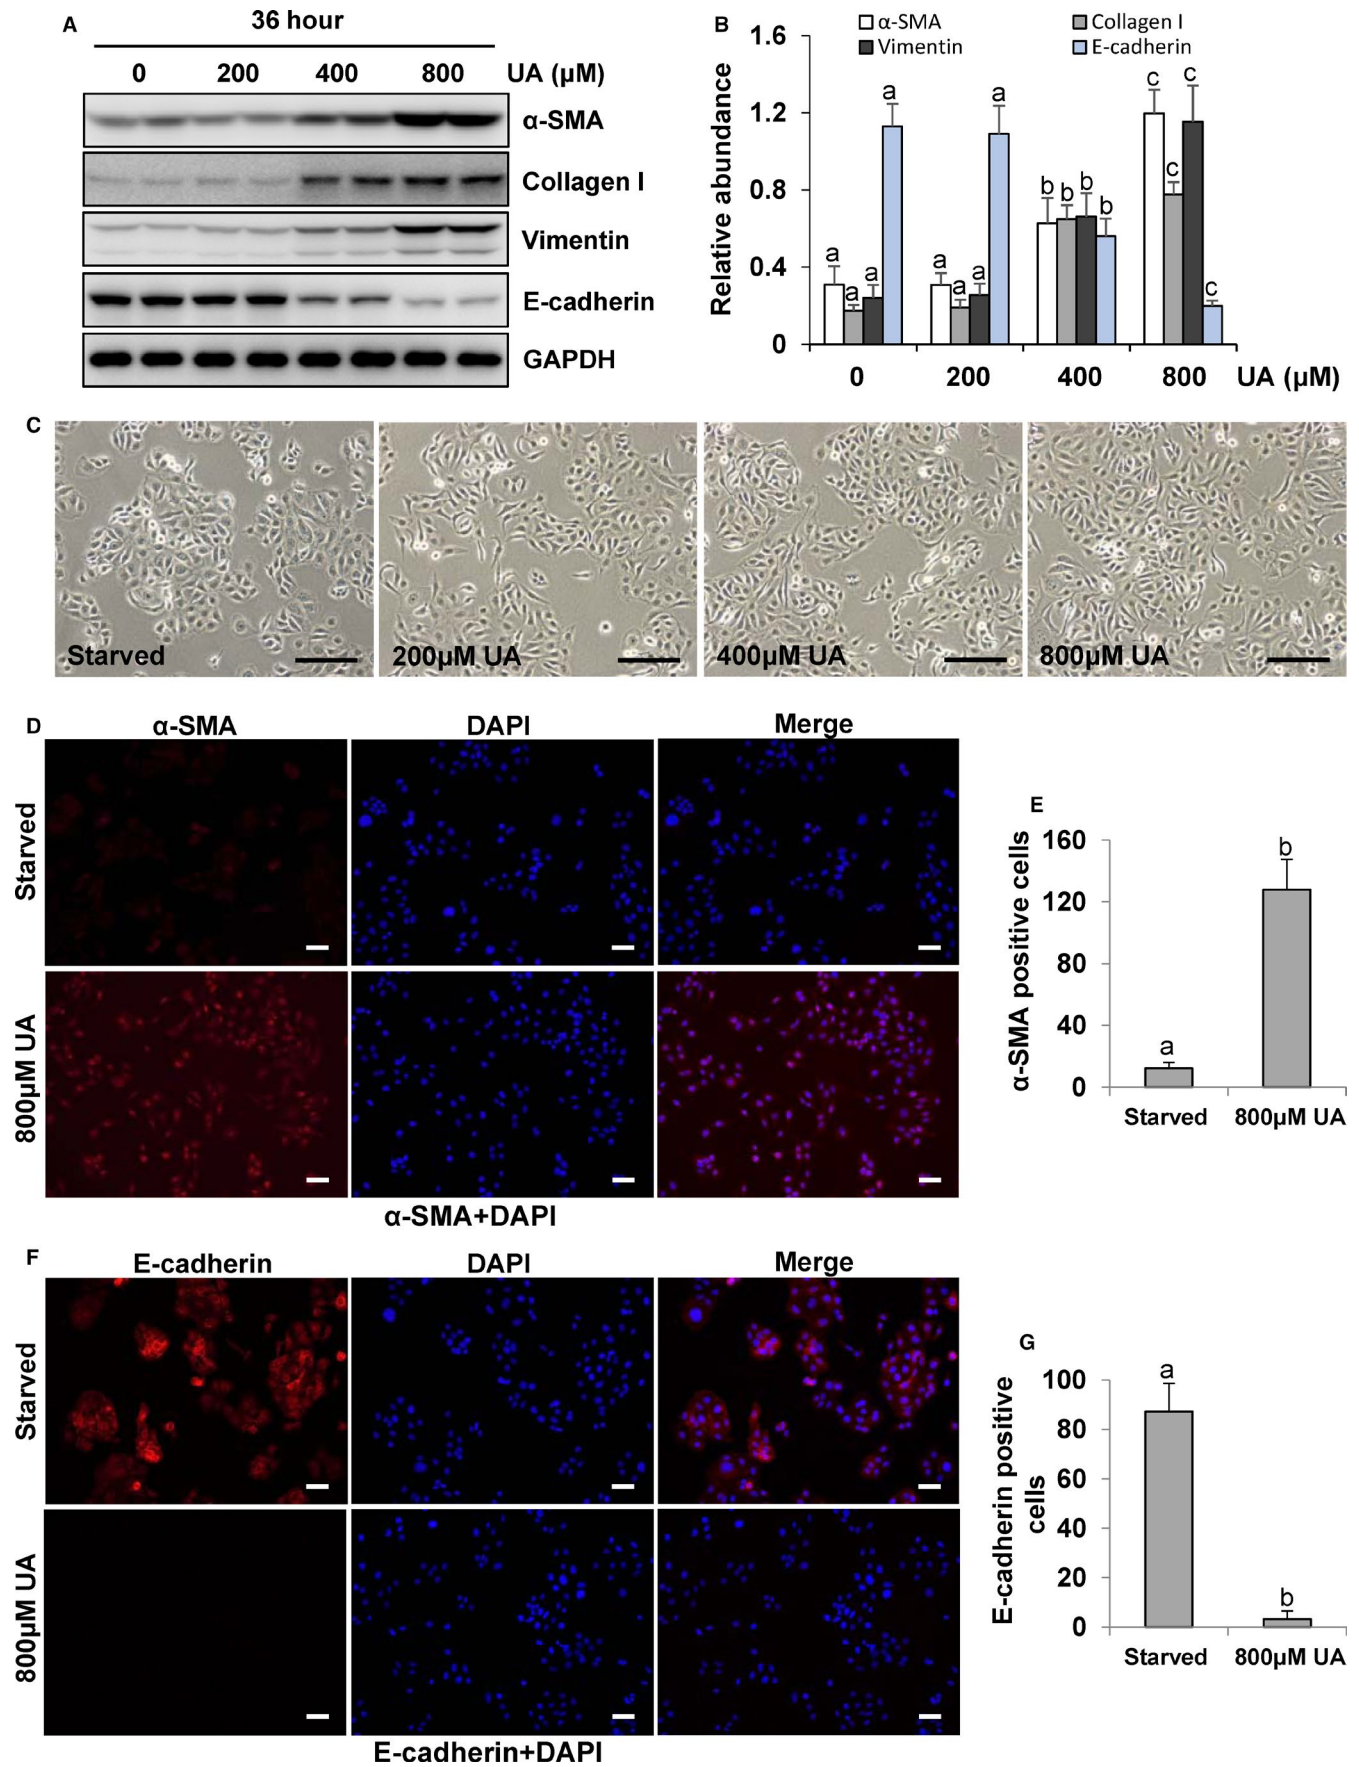 A
36 hour
0 200 400 800 UA (µM)
α-SMA
Collagen I
Vimentin
E-cadherin
GAPDH
B
α-SMA Collagen I
Vimentin E-cadherin
Relative abundance
1.6
1.2
0.8
0.4
0
a a a a
a a a a
b b b b
c c c c
0 200 400 800 UA (µM)
C
Starved
200µM UA
400µM UA
800µM UA
D
α-SMA DAPI Merge
Starved
800µM UA
α-SMA+DAPI
E
α-SMA positive cells
160
120
80
40
0
a
b
Starved 800µM UA
F
E-cadherin DAPI Merge
Starved
800µM UA
E-cadherin+DAPI
G
E-cadherin positive
cells
100
80
60
40
20
0
a
b
Starved 800µM UA